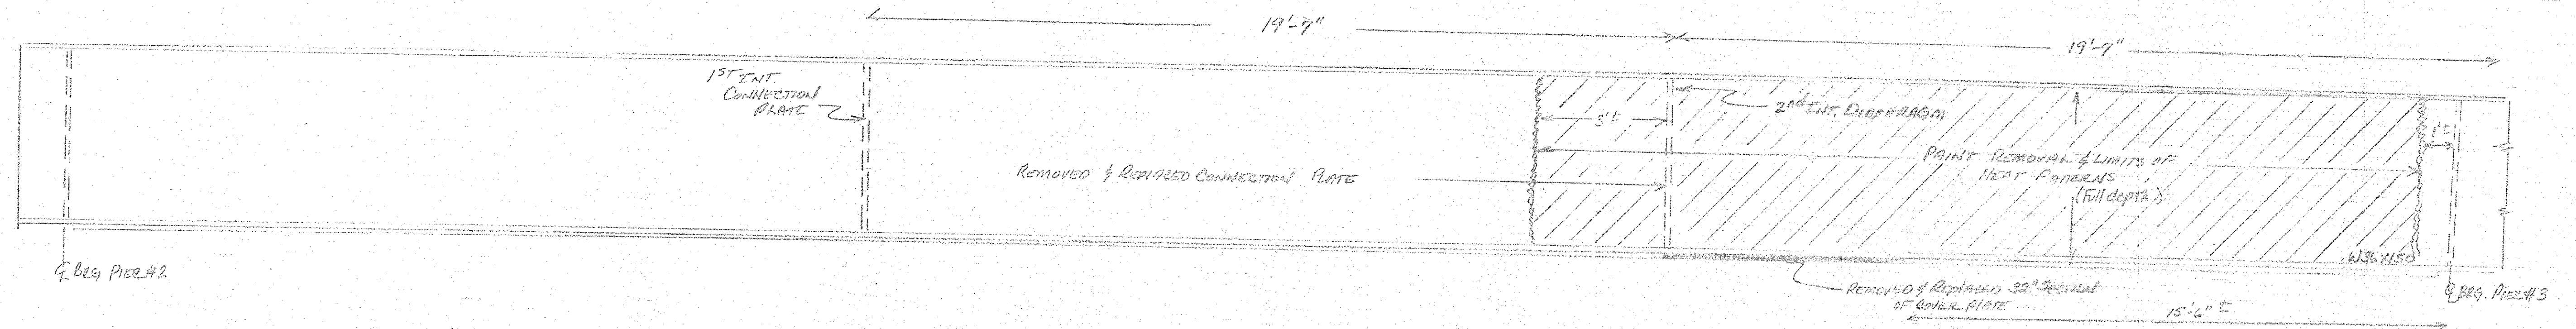 19'-7"
19'-7"
1ST INT.
CONNECTION
PLATE
2nd INT. DIAPHRAGM
3'±
1'±
REMOVED & REPLACED CONNECTION PLATE
PAINT REMOVAL & LIMITS OF
HEAT PATTERNS
(Full depth)
W36X150
℄ BRG. PIER #2
REMOVED & REPLACED 32" SECTION
OF COVER PLATE
15'-6" ±
℄ BRG. PIER #3